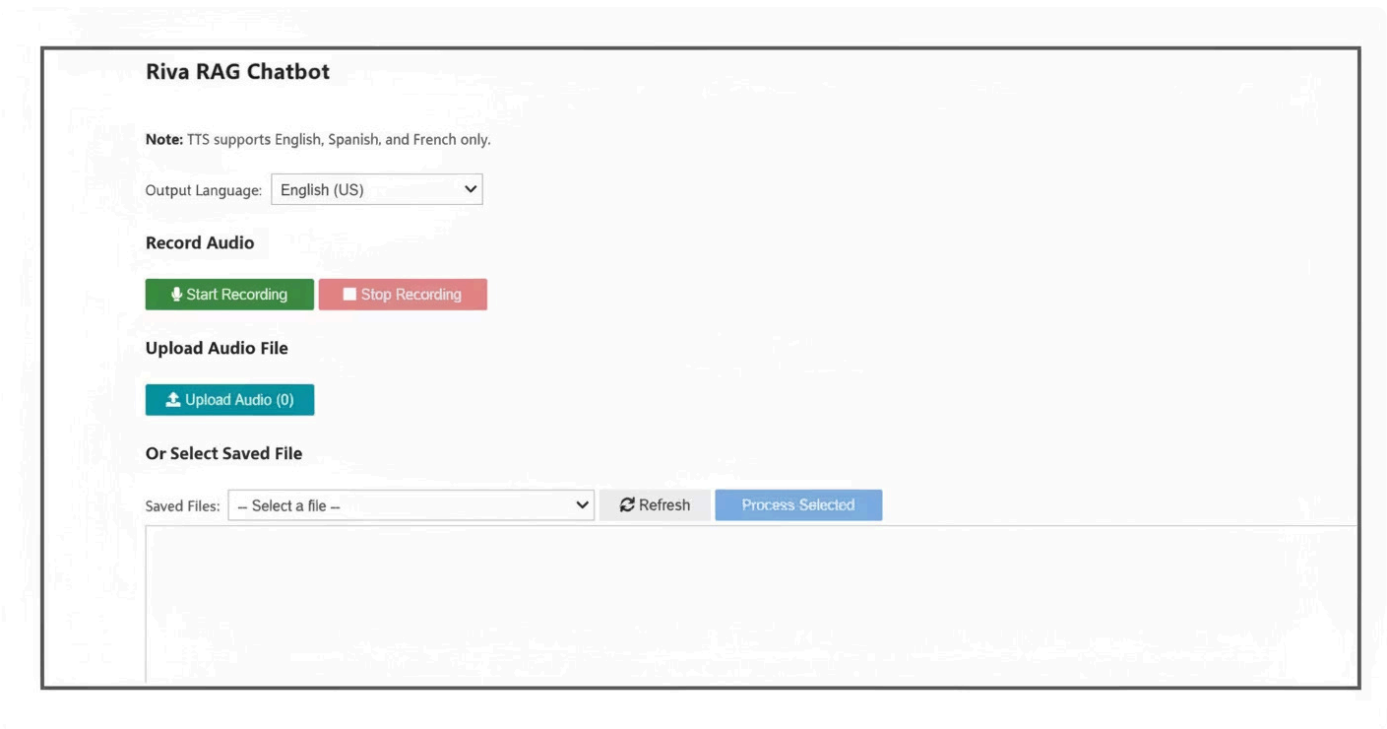 Riva RAG Chatbot
Note: TTS supports English, Spanish, and French only.
Output Language: English (US)
Record Audio
Start Recording Stop Recording
Upload Audio File
Upload Audio (0)
Or Select Saved File
Saved Files: -- Select a file -- Refresh Process Selected